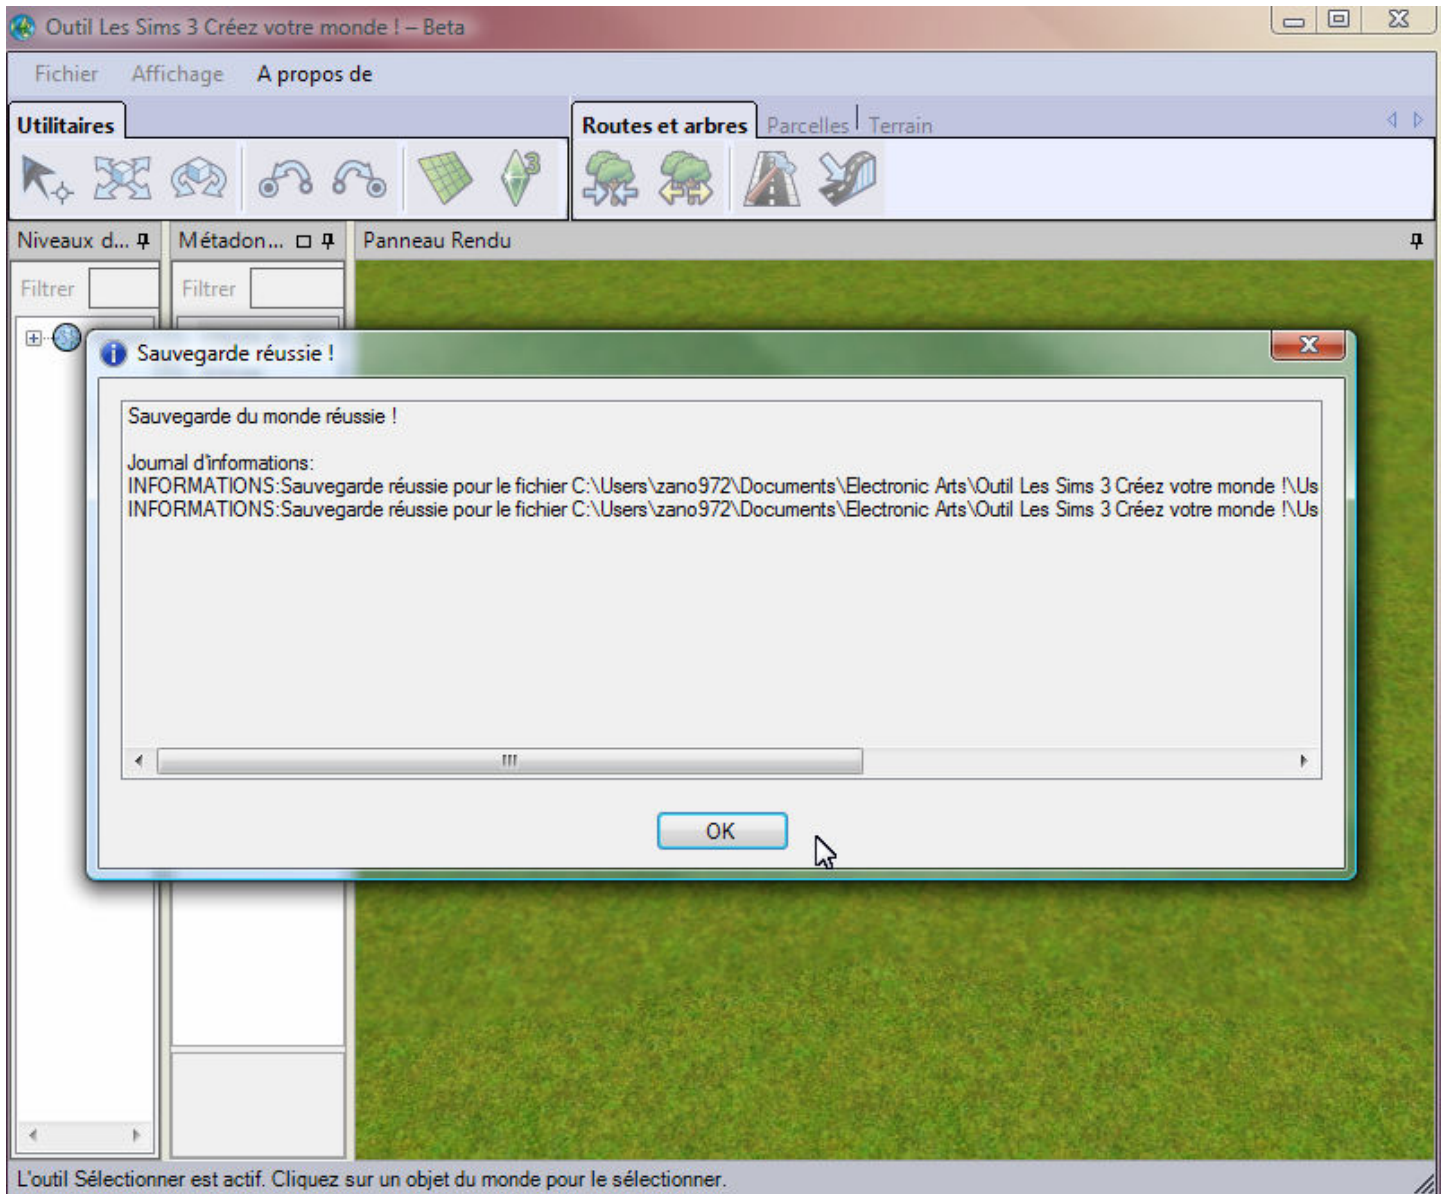 Outil Les Sims 3 Créez votre monde ! – Beta
Fichier Affichage A propos de
Utilitaires
Routes et arbres Parcelles Terrain
3
Niveaux d... Métadon... Panneau Rendu
Filtrer Filtrer
Sauvegarde réussie !
Sauvegarde du monde réussie !
Journal d'informations:
INFORMATIONS:Sauvegarde réussie pour le fichier C:\Users\zano972\Documents\Electronic Arts\Outil Les Sims 3 Créez votre monde !\Us
INFORMATIONS:Sauvegarde réussie pour le fichier C:\Users\zano972\Documents\Electronic Arts\Outil Les Sims 3 Créez votre monde !\Us
OK
L'outil Sélectionner est actif. Cliquez sur un objet du monde pour le sélectionner.